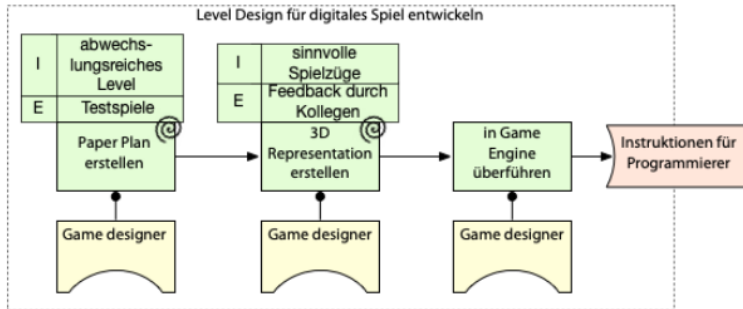 Level Design für digitales Spiel entwickeln
I
abwechs-
lungsreiches
Level
E
Testspiele
Paper Plan
erstellen
Game designer
I
sinnvolle
Spielzüge
E
Feedback durch
Kollegen
3D
Representation
erstellen
Game designer
in Game
Engine
überführen
Game designer
Instruktionen für
Programmierer